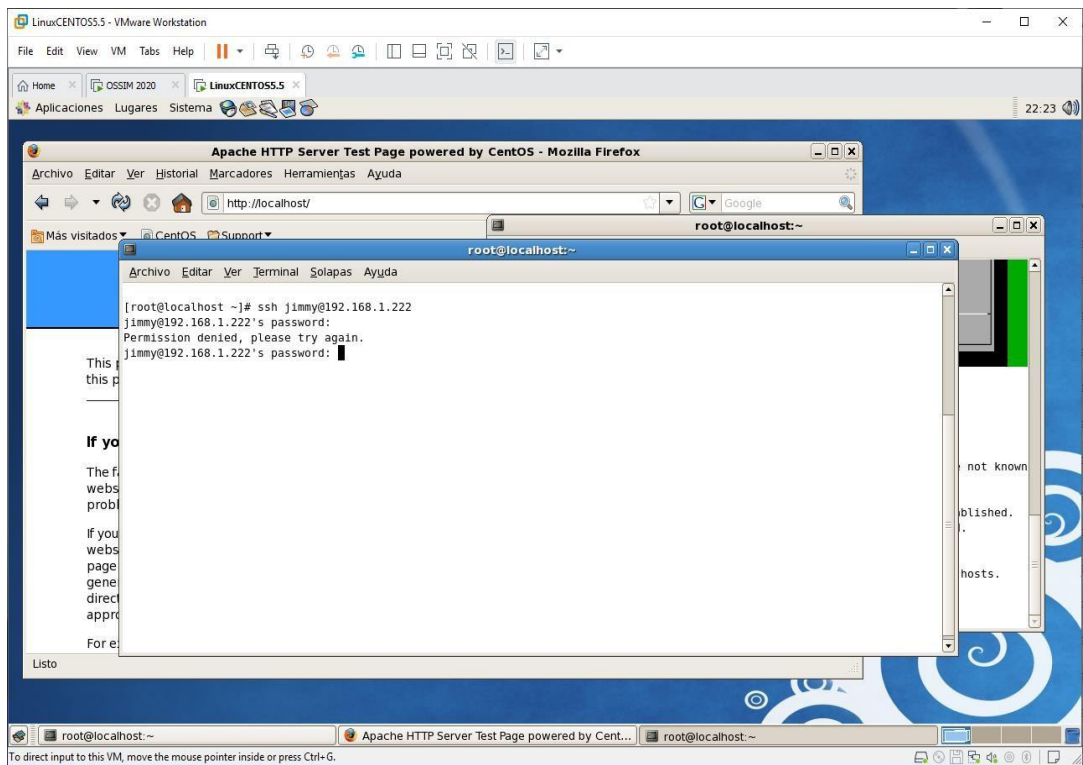 LinuxCENTOS5.5 - VMware Workstation
File Edit View VM Tabs Help
Home OSSIM 2020 LinuxCENTOS5.5
Aplicaciones Lugares Sistema 22:23
Apache HTTP Server Test Page powered by CentOS - Mozilla Firefox
Archivo Editar Ver Historial Marcadores Herramientas Ayuda
http://localhost/ Google
Más visitados CentOS Support
root@localhost:~
root@localhost:~
Archivo Editar Ver Terminal Solapas Ayuda
[root@localhost ~]# ssh jimmy@192.168.1.222
jimmy@192.168.1.222's password:
Permission denied, please try again.
jimmy@192.168.1.222's password:
This
this
If yo
The
webs
prob
If you
webs
page
gene
direct
appro
For e
not known
blished.
hosts.
Listo
root@localhost:~ Apache HTTP Server Test Page powered by Cent... root@localhost:~
To direct input to this VM, move the mouse pointer inside or press Ctrl+G.